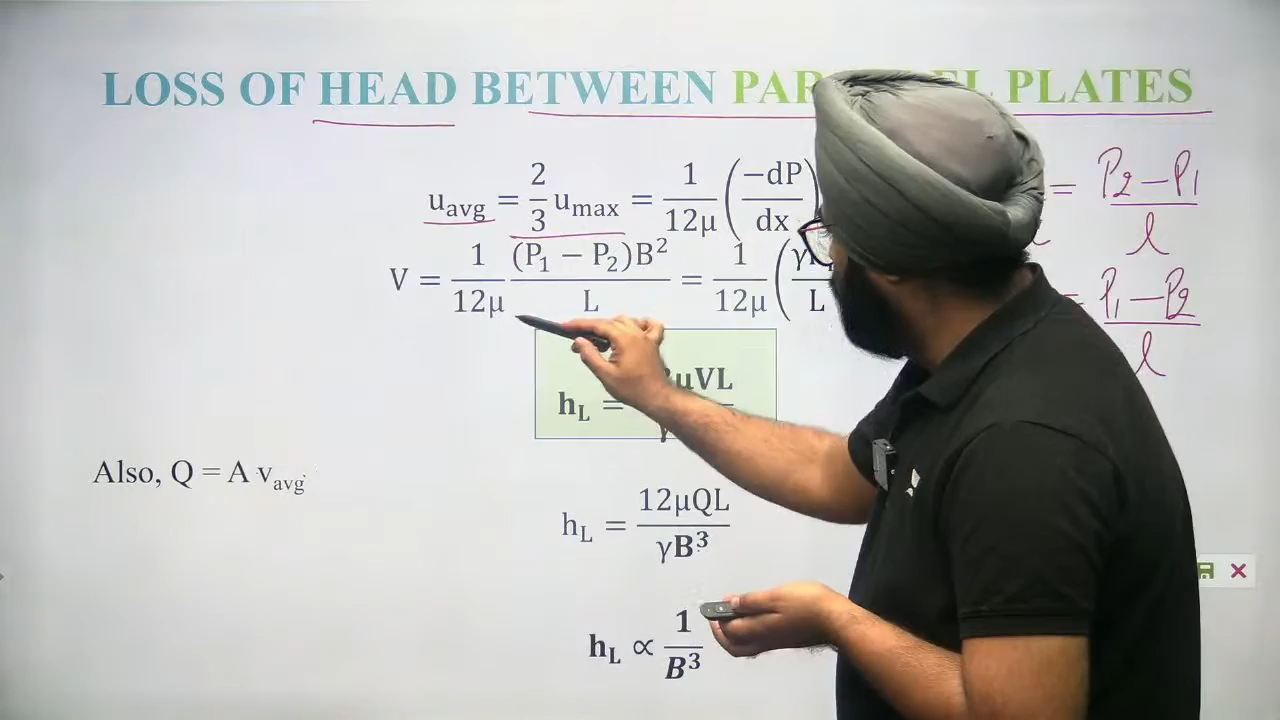 LOSS OF HEAD BETWEEN PLATES
u_avg = 2/3 u_max = 1/12μ (−dP/dx)
= P₂ − P₁ / l
V = 1/12μ (P₁ − P₂)B²/L = 1/12μ (γ / L
= P₁ − P₂ / l
h_L = μVL
Also, Q = A v_avg
h_L = 12μQL / γB³
h_L ∝ 1/B³